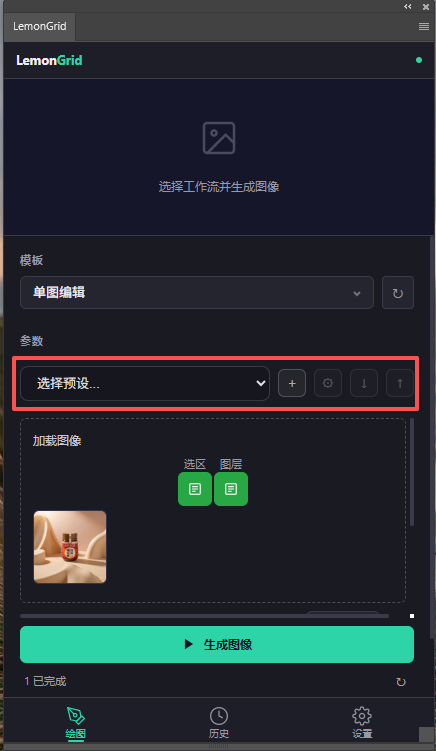 LemonGrid
LemonGrid
选择工作流并生成图像
模板
单图编辑
参数
选择预设...
加载图像
选区 图层
生成图像
1 已完成
绘图 历史 设置